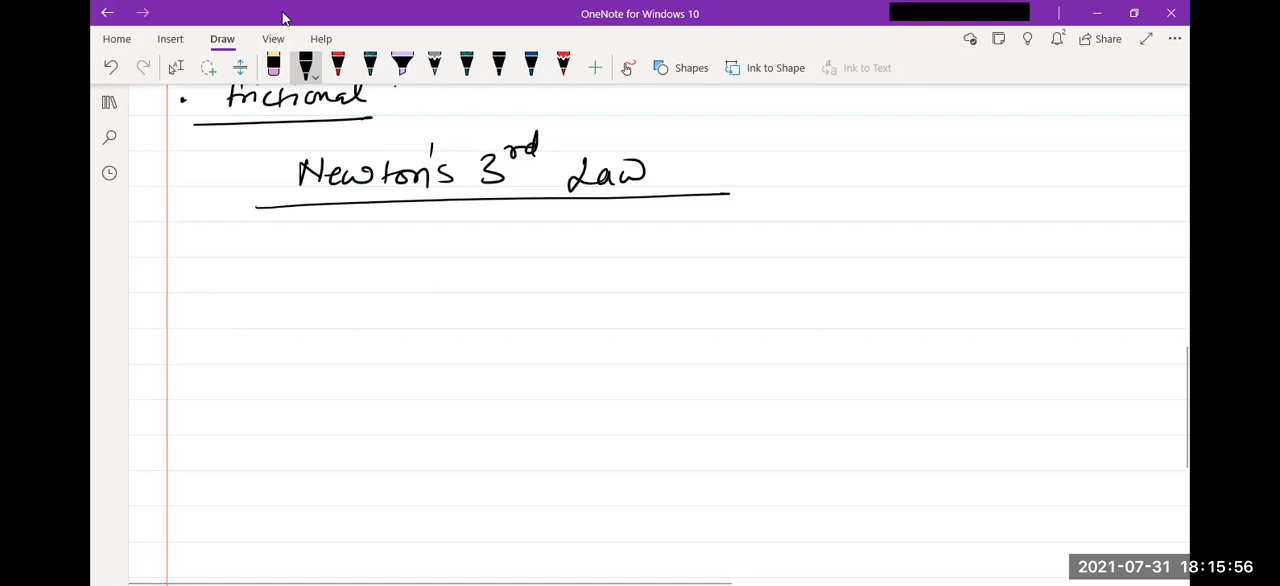 OneNote for Windows 10
Home Insert Draw View Help
Share
Shapes Ink to Shape Ink to Text
. frictional
Newton's 3rd Law
2021-07-31 18:15:56